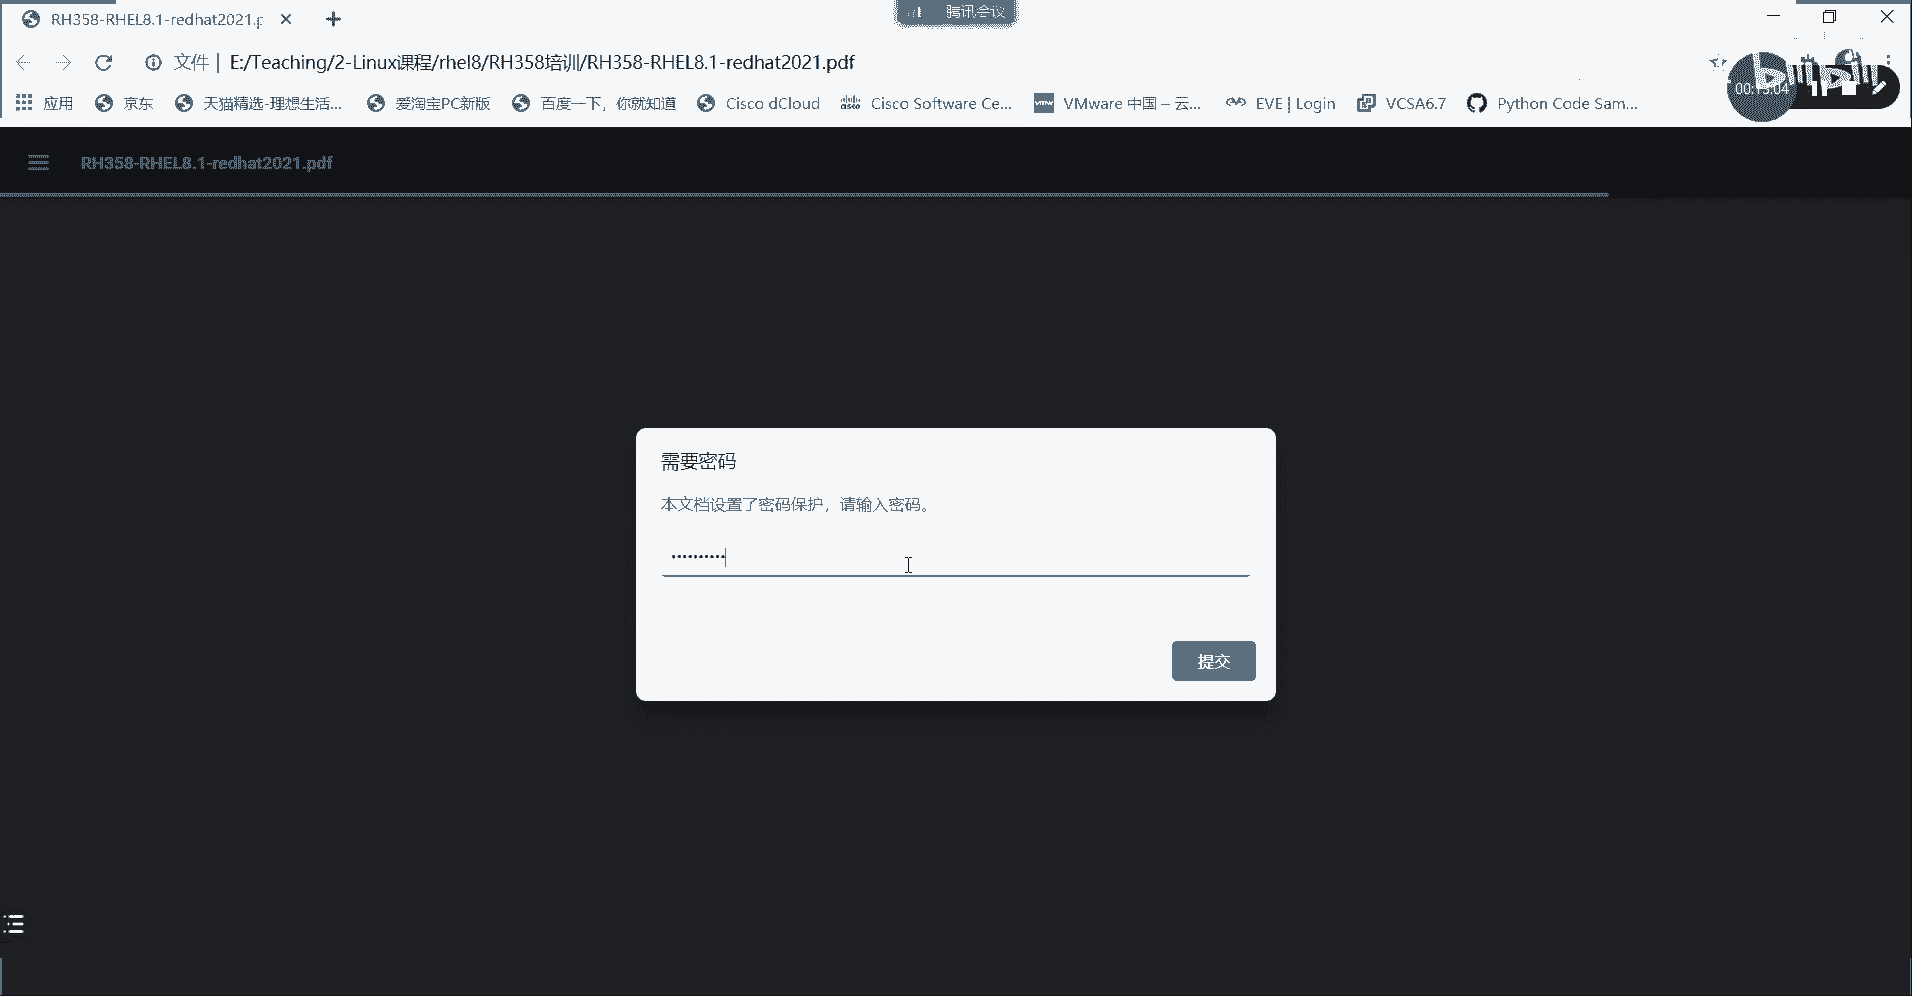 RH358-RHEL8.1-redhat2021.p
腾讯会议
文件 | E:/Teaching/2-Linux课程/rhel8/RH358培训/RH358-RHEL8.1-redhat2021.pdf
应用 京东 天猫精选-理想生活... 爱淘宝PC新版 百度一下，你就知道 Cisco dCloud Cisco Software Ce... VMware 中国 – 云... EVE | Login VCSA6.7 Python Code Sam...
RH358-RHEL8.1-redhat2021.pdf
需要密码
本文档设置了密码保护，请输入密码。
提交